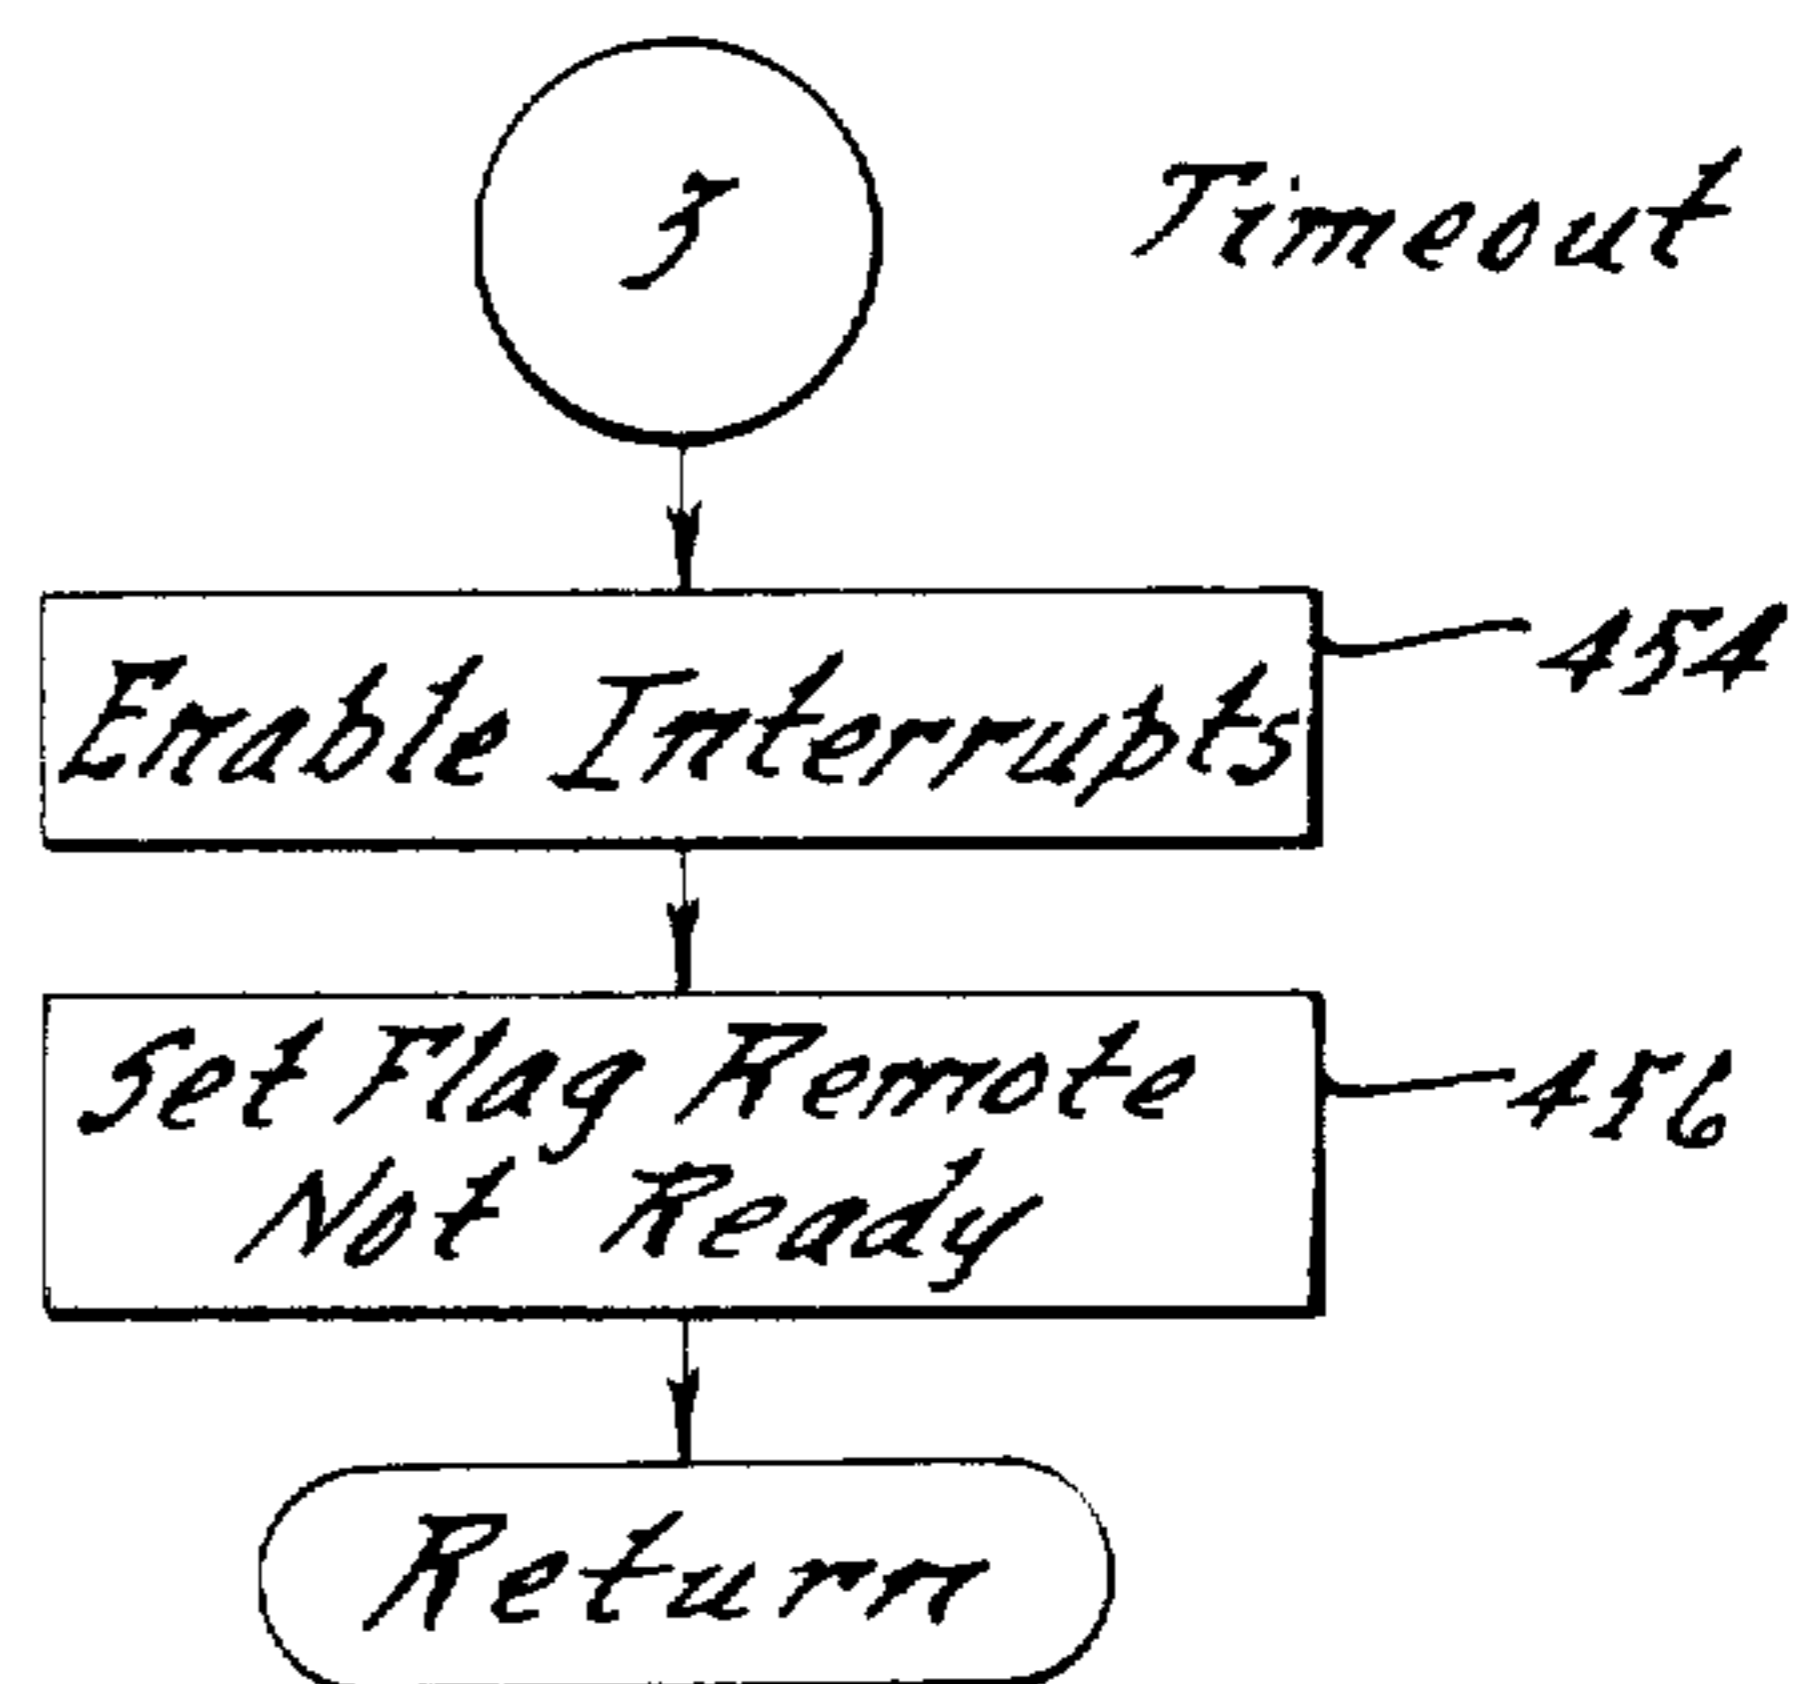 Timeout
Enable Interrupts
454
Set Flag Remote
Not Ready
456
Return